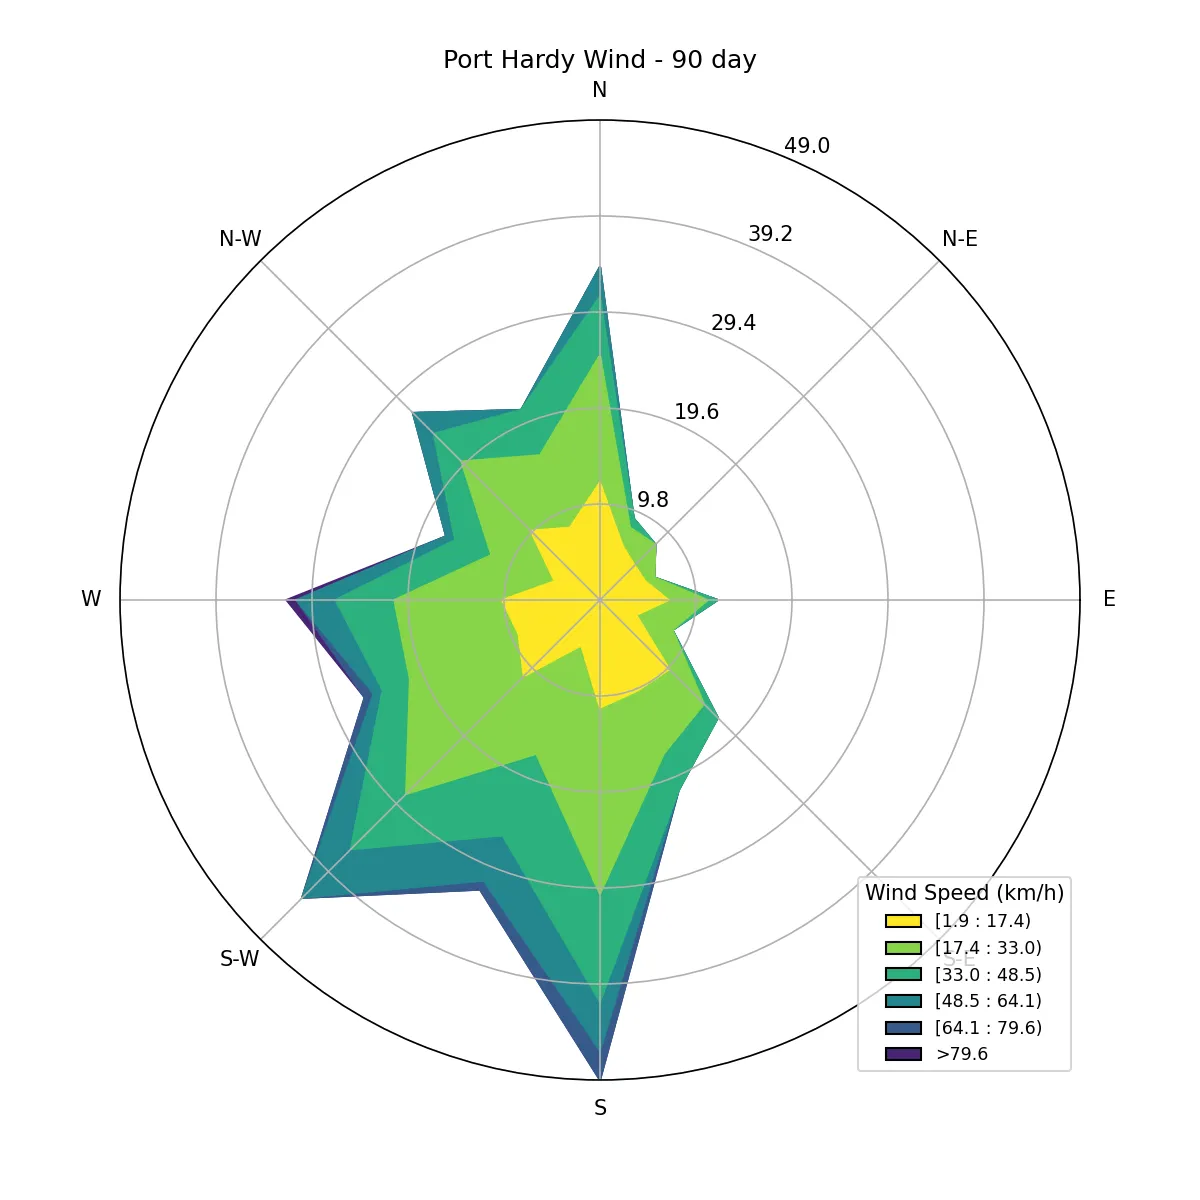 Port Hardy Wind - 90 day
N
49.0
39.2
N-W
N-E
29.4
19.6
9.8
W
E
Wind Speed (km/h)
[1.9 : 17.4)
[17.4 : 33.0)
S-W
S-E
[33.0 : 48.5)
[48.5 : 64.1)
[64.1 : 79.6)
>79.6
S